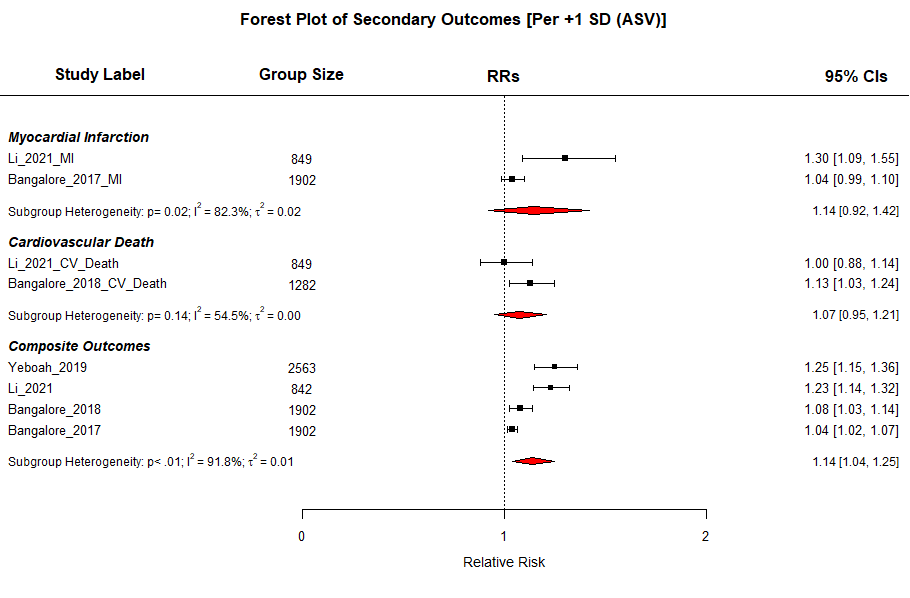 Forest Plot of Secondary Outcomes [Per +1 SD (ASV)]
Study Label Group Size RRs 95% CIs
Myocardial Infarction
Li_2021_MI 849 1.30 [1.09, 1.55]
Bangalore_2017_MI 1902 1.04 [0.99, 1.10]
Subgroup Heterogeneity: p= 0.02; I² = 82.3%; τ² = 0.02 1.14 [0.92, 1.42]
Cardiovascular Death
Li_2021_CV_Death 849 1.00 [0.88, 1.14]
Bangalore_2018_CV_Death 1282 1.13 [1.03, 1.24]
Subgroup Heterogeneity: p= 0.14; I² = 54.5%; τ² = 0.00 1.07 [0.95, 1.21]
Composite Outcomes
Yeboah_2019 2563 1.25 [1.15, 1.36]
Li_2021 842 1.23 [1.14, 1.32]
Bangalore_2018 1902 1.08 [1.03, 1.14]
Bangalore_2017 1902 1.04 [1.02, 1.07]
Subgroup Heterogeneity: p< .01; I² = 91.8%; τ² = 0.01 1.14 [1.04, 1.25]
0 1 2
Relative Risk